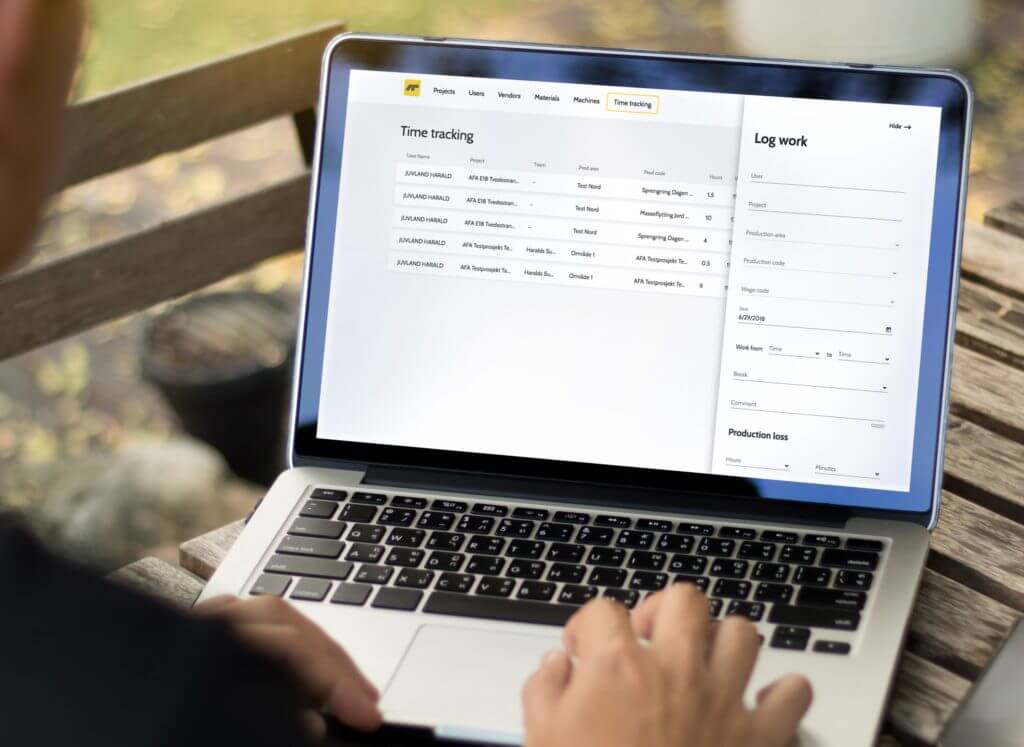 Projects Users Vendors Materials Machines Time tracking
Time tracking
User Name Project Team Prod area Prod code Hours
JUVLAND HARALD AFA E18 Tvedestran... - Test Nord Sprengning Dagen ... 1.5
JUVLAND HARALD AFA E18 Tvedestran... - Test Nord Masseflytting Jord ... 10
JUVLAND HARALD AFA E18 Tvedestran... - Test Nord Sprengning Dagen ... 4
JUVLAND HARALD AFA Testprosjekt Te... Haralds Su... Område 1 AFA Testprosjekt Te... 0.5
JUVLAND HARALD AFA Testprosjekt Te... Haralds Su... Område 1 AFA Testprosjekt Te... 6
Hide →
Log work
User
Project
Production area
Production code
Wage code
Date
6/29/2018
Work from Time to Time
Break
Comment
Production loss
Hours Minutes
delete
return
shift